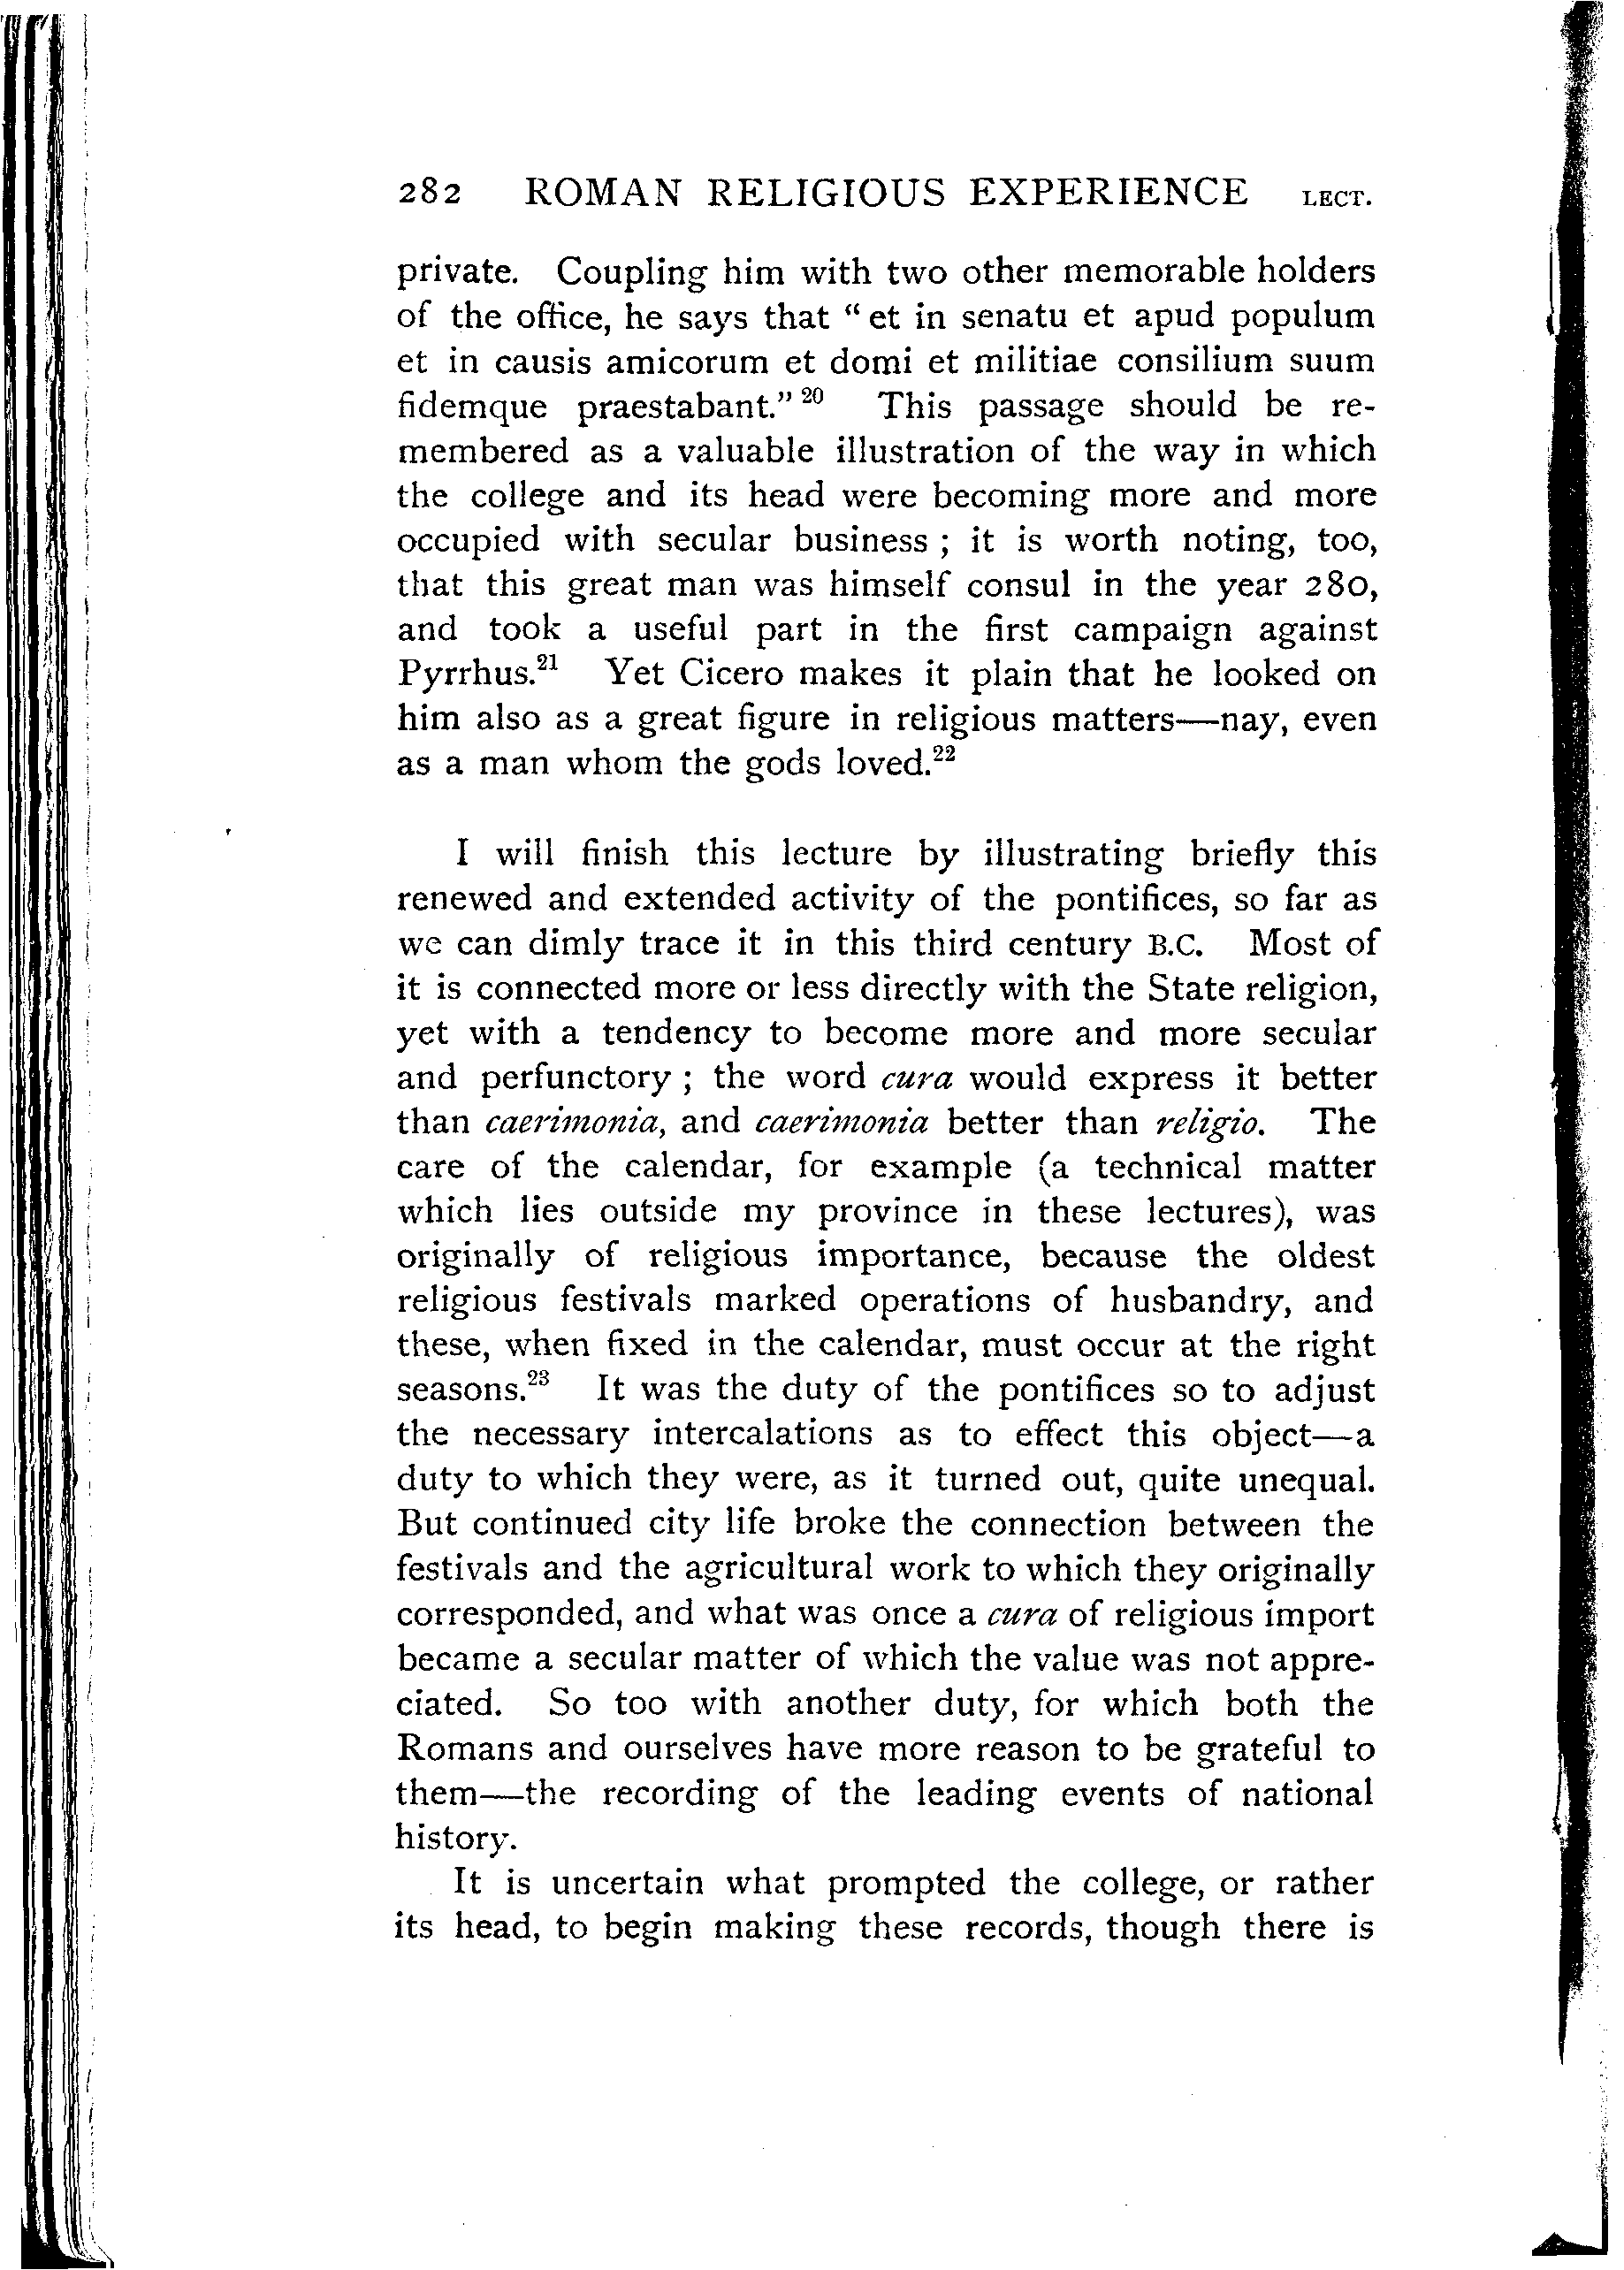 282 ROMAN RELIGIOUS EXPERIENCE LECT.
private. Coupling him with two other memorable holders
of the office, he says that “et in senatu et apud populum
et in causis amicorum et domi et militiae consilium suum
fidemque praestabant.” 20 This passage should be re-
membered as a valuable illustration of the way in which
the college and its head were becoming more and more
occupied with secular business ; it is worth noting, too,
that this great man was himself consul in the year 280,
and took a useful part in the first campaign against
Pyrrhus.21 Yet Cicero makes it plain that he looked on
him also as a great figure in religious matters—nay, even
as a man whom the gods loved.22
I will finish this lecture by illustrating briefly this
renewed and extended activity of the pontifices, so far as
we can dimly trace it in this third century B.C. Most of
it is connected more or less directly with the State religion,
yet with a tendency to become more and more secular
and perfunctory ; the word cura would express it better
than caerimonia, and caerimonia better than religio. The
care of the calendar, for example (a technical matter
which lies outside my province in these lectures), was
originally of religious importance, because the oldest
religious festivals marked operations of husbandry, and
these, when fixed in the calendar, must occur at the right
seasons.23 It was the duty of the pontifices so to adjust
the necessary intercalations as to effect this object—a
duty to which they were, as it turned out, quite unequal.
But continued city life broke the connection between the
festivals and the agricultural work to which they originally
corresponded, and what was once a cura of religious import
became a secular matter of which the value was not appre-
ciated. So too with another duty, for which both the
Romans and ourselves have more reason to be grateful to
them—the recording of the leading events of national
history.
It is uncertain what prompted the college, or rather
its head, to begin making these records, though there is